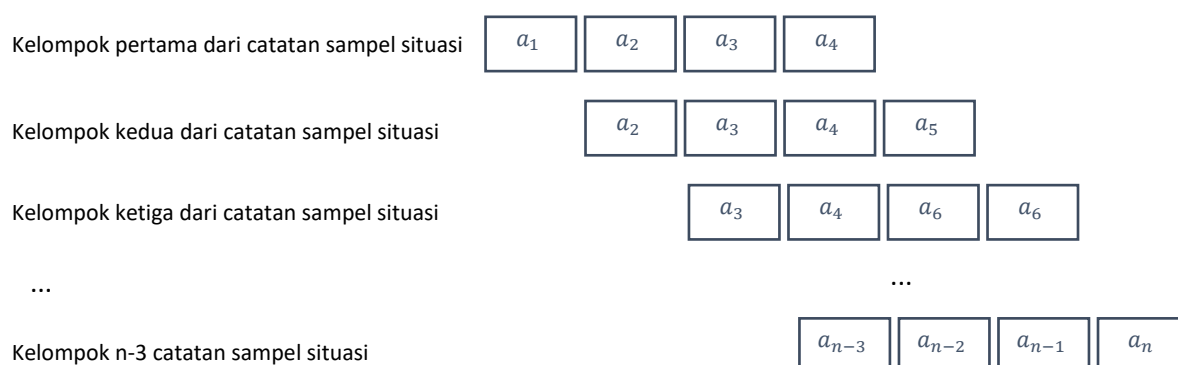 Kelompok pertama dari catatan sampel situasi a₁ a₂ a₃ a₄
Kelompok kedua dari catatan sampel situasi a₂ a₃ a₄ a₅
Kelompok ketiga dari catatan sampel situasi a₃ a₄ a₆ a₆
... ...
Kelompok n-3 catatan sampel situasi aₙ₋₃ aₙ₋₂ aₙ₋₁ aₙ